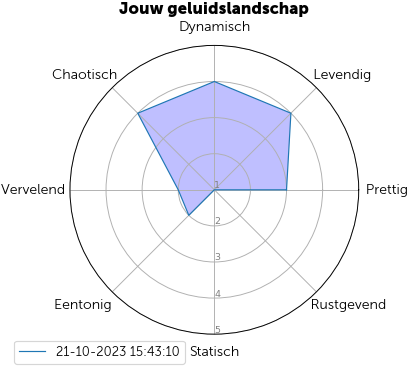 Jouw geluidslandschap
Dynamisch
Chaotisch
Levendig
Vervelend
1
Prettig
2
3
4
Eentonig
Rustgevend
5
21-10-2023 15:43:10
Statisch